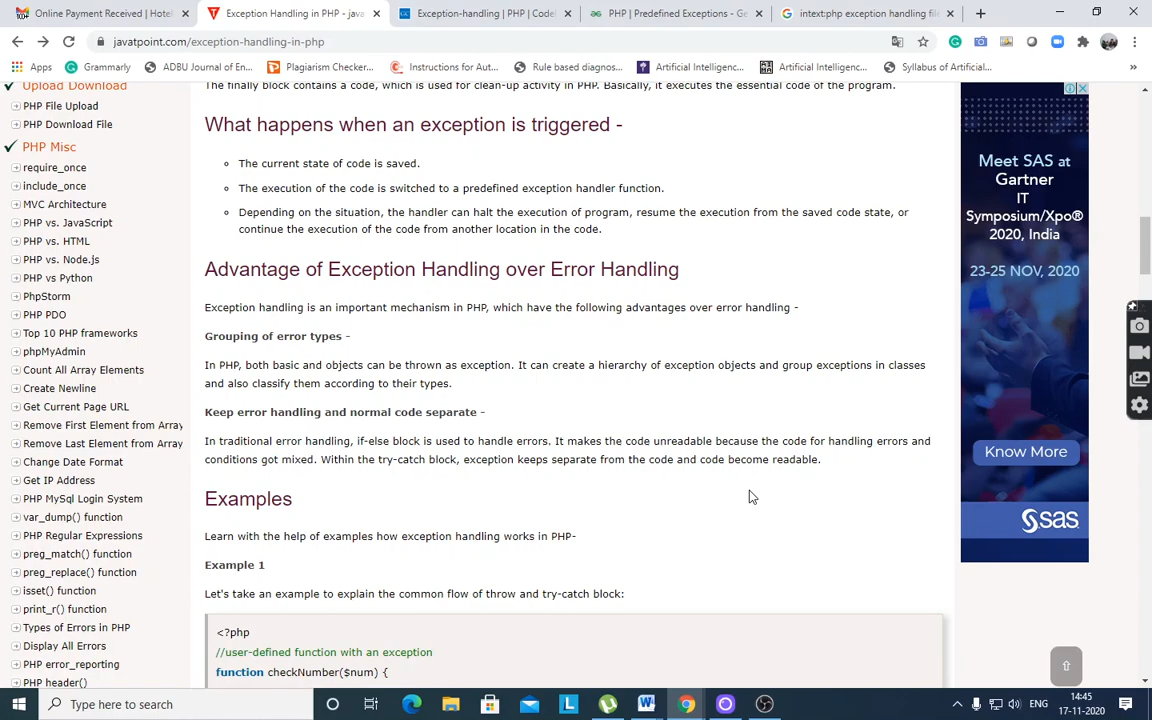 Online Payment Received | Hote
Exception Handling in PHP - java
Exception-handling | PHP | Codel
PHP | Predefined Exceptions - Ge
intext:php exception handling fil
javatpoint.com/exception-handling-in-php
Apps
Grammarly
ADBU Journal of En...
Plagiarism Checker...
Instructions for Aut...
Rule based diagnos...
Artificial Intelligenc...
Artificial Intelligenc...
Syllabus of Artificial...
»
Upload Download
PHP File Upload
PHP Download File
PHP Misc
require_once
include_once
MVC Architecture
PHP vs. JavaScript
PHP vs. HTML
PHP vs. Node.js
PHP vs Python
PhpStorm
PHP PDO
Top 10 PHP frameworks
phpMyAdmin
Count All Array Elements
Create Newline
Get Current Page URL
Remove First Element from Array
Remove Last Element from Array
Change Date Format
Get IP Address
PHP MySql Login System
var_dump() function
PHP Regular Expressions
preg_match() function
preg_replace() function
isset() function
print_r() function
Types of Errors in PHP
Display All Errors
PHP error_reporting
PHP header()
The finally block contains a code, which is used for clean-up activity in PHP. Basically, it executes the essential code of the program.
What happens when an exception is triggered -
The current state of code is saved.
The execution of the code is switched to a predefined exception handler function.
Depending on the situation, the handler can halt the execution of program, resume the execution from the saved code state, or
continue the execution of the code from another location in the code.
Advantage of Exception Handling over Error Handling
Exception handling is an important mechanism in PHP, which have the following advantages over error handling -
Grouping of error types -
In PHP, both basic and objects can be thrown as exception. It can create a hierarchy of exception objects and group exceptions in classes
and also classify them according to their types.
Keep error handling and normal code separate -
In traditional error handling, if-else block is used to handle errors. It makes the code unreadable because the code for handling errors and
conditions got mixed. Within the try-catch block, exception keeps separate from the code and code become readable.
Examples
Learn with the help of examples how exception handling works in PHP-
Example 1
Let's take an example to explain the common flow of throw and try-catch block:
<?php
//user-defined function with an exception
function checkNumber($num) {
Meet SAS at
Gartner
IT
Symposium/Xpo®
2020, India
23-25 NOV, 2020
Know More
sas
Type here to search
ENG
14:45
17-11-2020